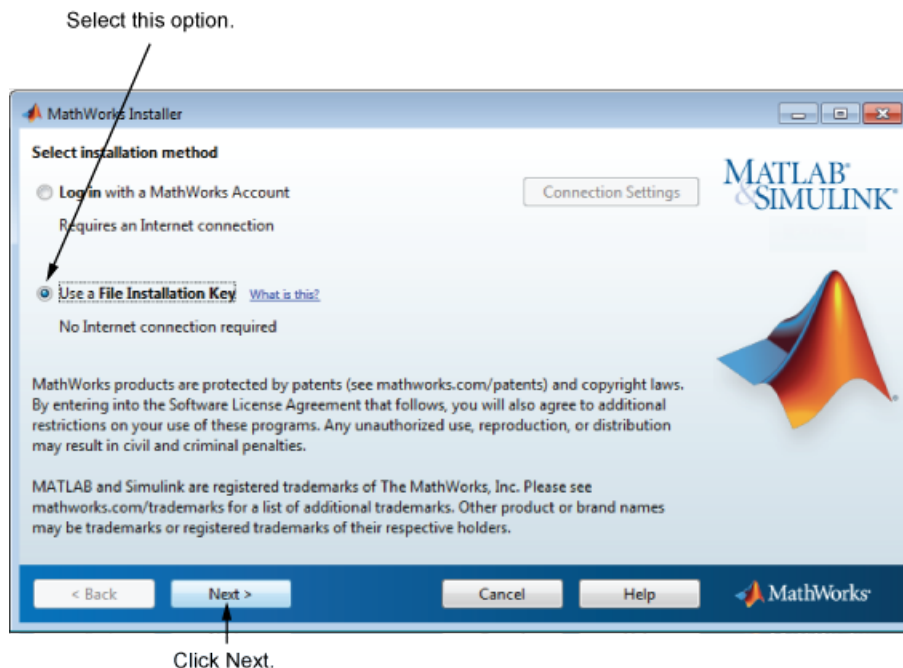 Select this option.
MathWorks Installer
Select installation method
Log in with a MathWorks Account
Connection Settings
Requires an Internet connection
MATLAB®
&SIMULINK®
Use a File Installation Key What is this?
No Internet connection required
MathWorks products are protected by patents (see mathworks.com/patents) and copyright laws.
By entering into the Software License Agreement that follows, you will also agree to additional
restrictions on your use of these programs. Any unauthorized use, reproduction, or distribution
may result in civil and criminal penalties.
MATLAB and Simulink are registered trademarks of The MathWorks, Inc. Please see
mathworks.com/trademarks for a list of additional trademarks. Other product or brand names
may be trademarks or registered trademarks of their respective holders.
< Back Next > Cancel Help MathWorks®
Click Next.